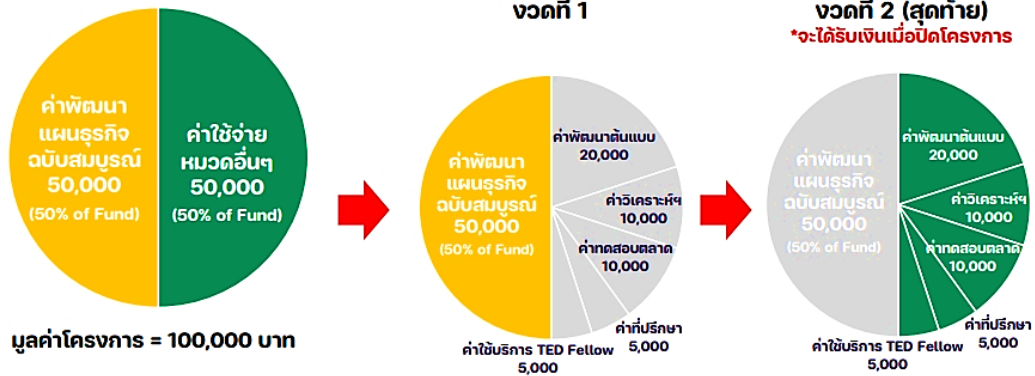 ค่าพัฒนา
แผนธุรกิจ
ฉบับสมบูรณ์
50,000
(50% of Fund)
ค่าใช้จ่าย
หมวดอื่นๆ
50,000
(50% of Fund)
มูลค่าโครงการ = 100,000 บาท
งวดที่ 1
ค่าพัฒนา
แผนธุรกิจ
ฉบับสมบูรณ์
50,000
(50% of Fund)
ค่าพัฒนาต้นแบบ
20,000
ค่าวิเคราะห์ฯ
10,000
ค่าทดสอบตลาด
10,000
ค่าที่ปรึกษา
5,000
ค่าใช้บริการ TED Fellow
5,000
งวดที่ 2 (สุดท้าย)
*จะได้รับเงินเมื่อปิดโครงการ
ค่าพัฒนา
แผนธุรกิจ
ฉบับสมบูรณ์
50,000
(50% of Fund)
ค่าพัฒนาต้นแบบ
20,000
ค่าวิเคราะห์ฯ
10,000
ค่าทดสอบตลาด
10,000
ค่าที่ปรึกษา
5,000
ค่าใช้บริการ TED Fellow
5,000